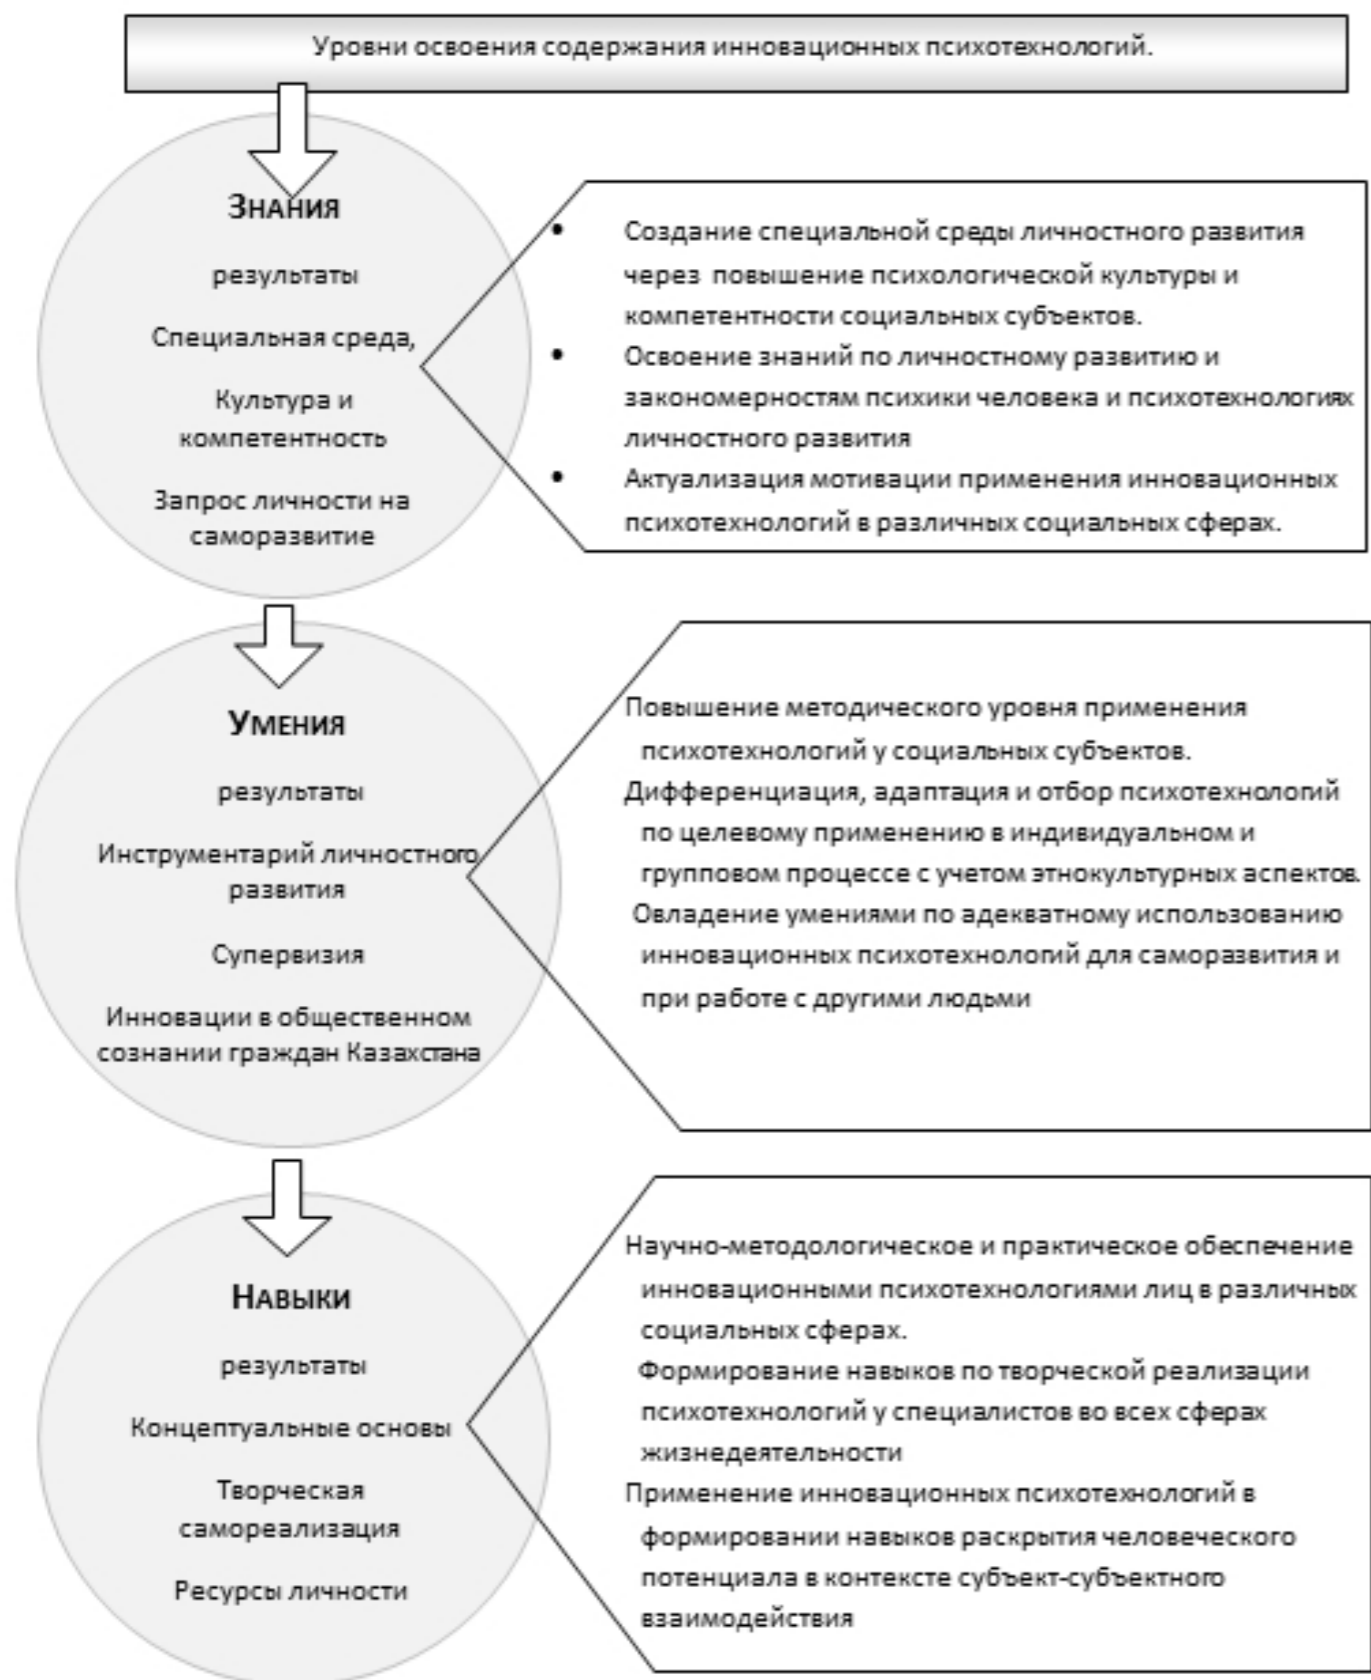 Уровни освоения содержания инновационных психотехнологий.
Знания
результаты
Специальная среда,
Культура и
компетентность
Запрос личности на
саморазвитие
• Создание специальной среды личностного развития
через повышение психологической культуры и
компетентности социальных субъектов.
• Освоение знаний по личностному развитию и
закономерностям психики человека и психотехнологиях
личностного развития
• Актуализация мотивации применения инновационных
психотехнологий в различных социальных сферах.
Умения
результаты
Инструментарий личностного
развития
Супервизия
Инновации в общественном
сознании граждан Казахстана
Повышение методического уровня применения
психотехнологий у социальных субъектов.
Дифференциация, адаптация и отбор психотехнологий
по целевому применению в индивидуальном и
групповом процессе с учетом этнокультурных аспектов.
Овладение умениями по адекватному использованию
инновационных психотехнологий для саморазвития и
при работе с другими людьми
Навыки
результаты
Концептуальные основы
Творческая
самореализация
Ресурсы личности
Научно-методологическое и практическое обеспечение
инновационными психотехнологиями лиц в различных
социальных сферах.
Формирование навыков по творческой реализации
психотехнологий у специалистов во всех сферах
жизнедеятельности
Применение инновационных психотехнологий в
формировании навыков раскрытия человеческого
потенциала в контексте субъект-субъектного
взаимодействия